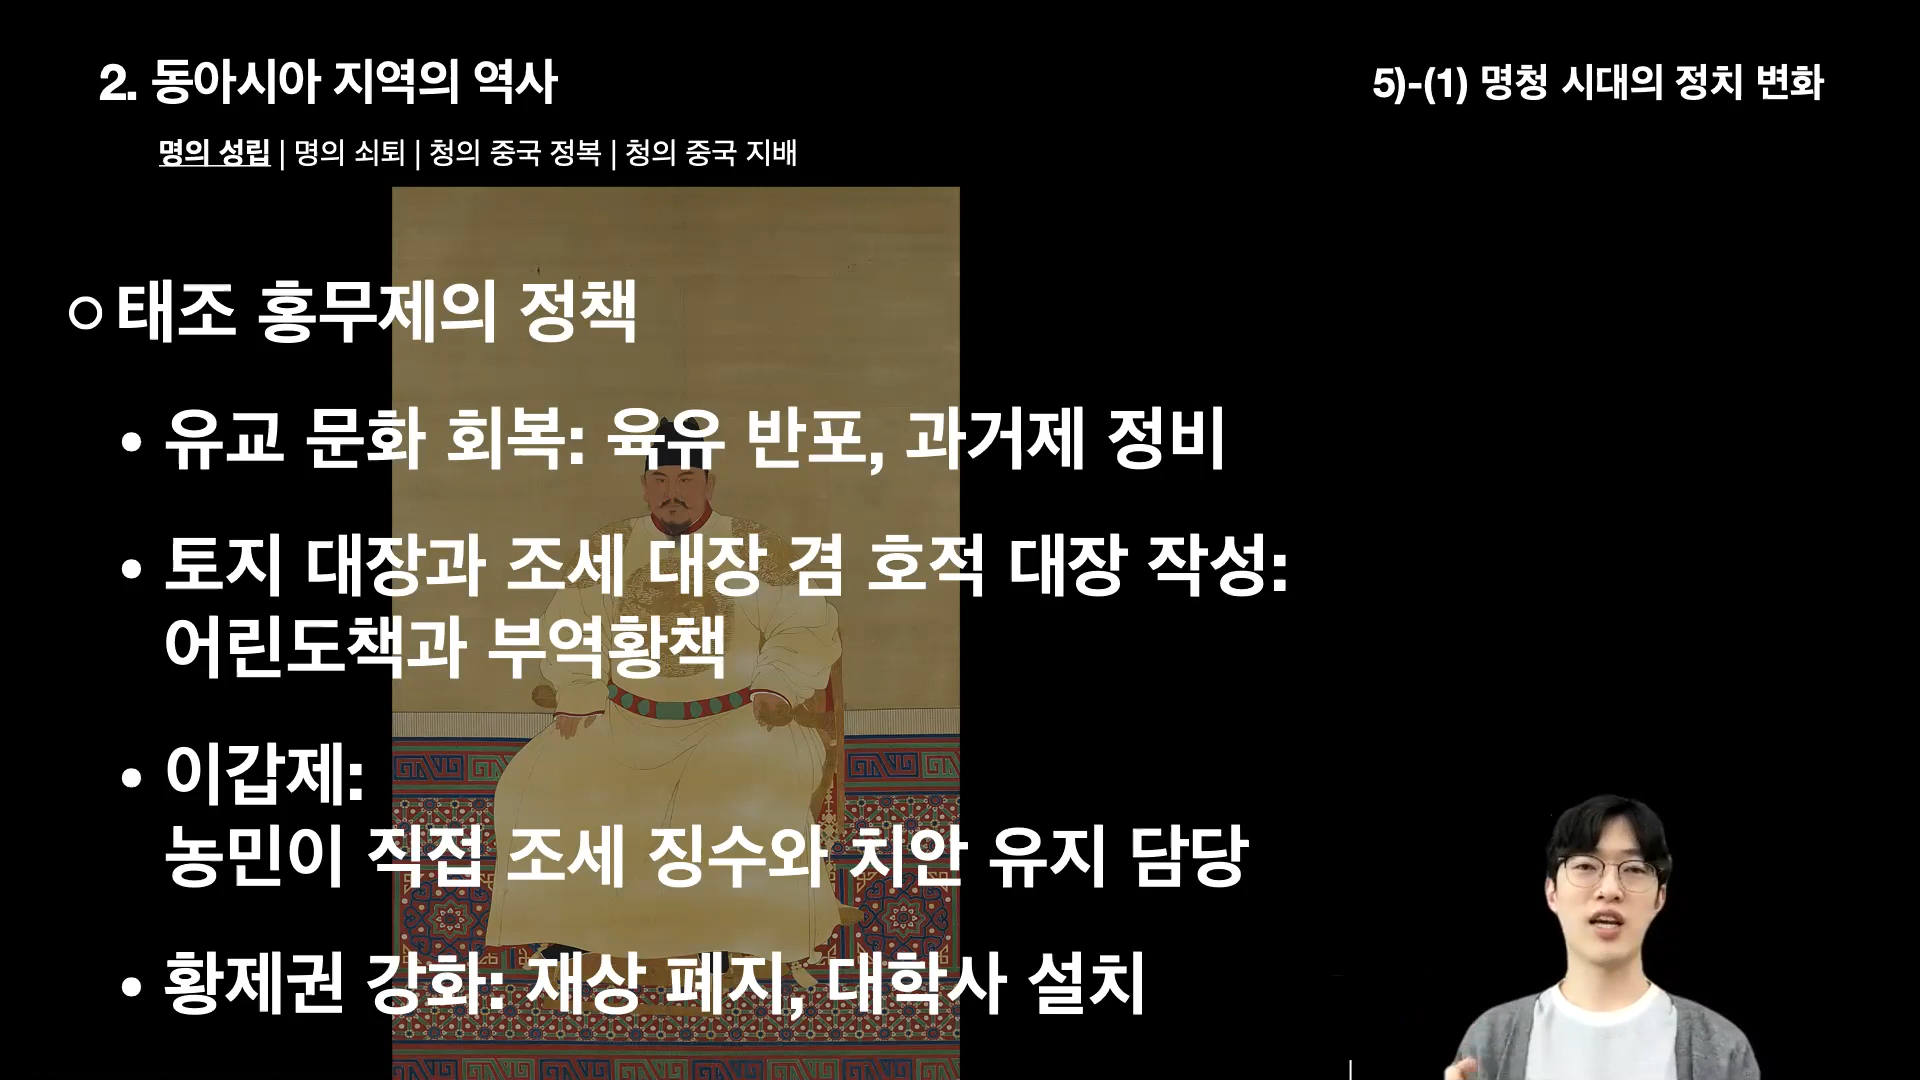 2. 동아시아 지역의 역사
5)-(1) 명청 시대의 정치 변화
명의 성립 | 명의 쇠퇴 | 청의 중국 정복 | 청의 중국 지배
○ 태조 홍무제의 정책
• 유교 문화 회복: 육유 반포, 과거제 정비
• 토지 대장과 조세 대장 겸 호적 대장 작성:
어린도책과 부역황책
• 이갑제:
농민이 직접 조세 징수와 치안 유지 담당
• 황제권 강화: 재상 폐지, 대학사 설치